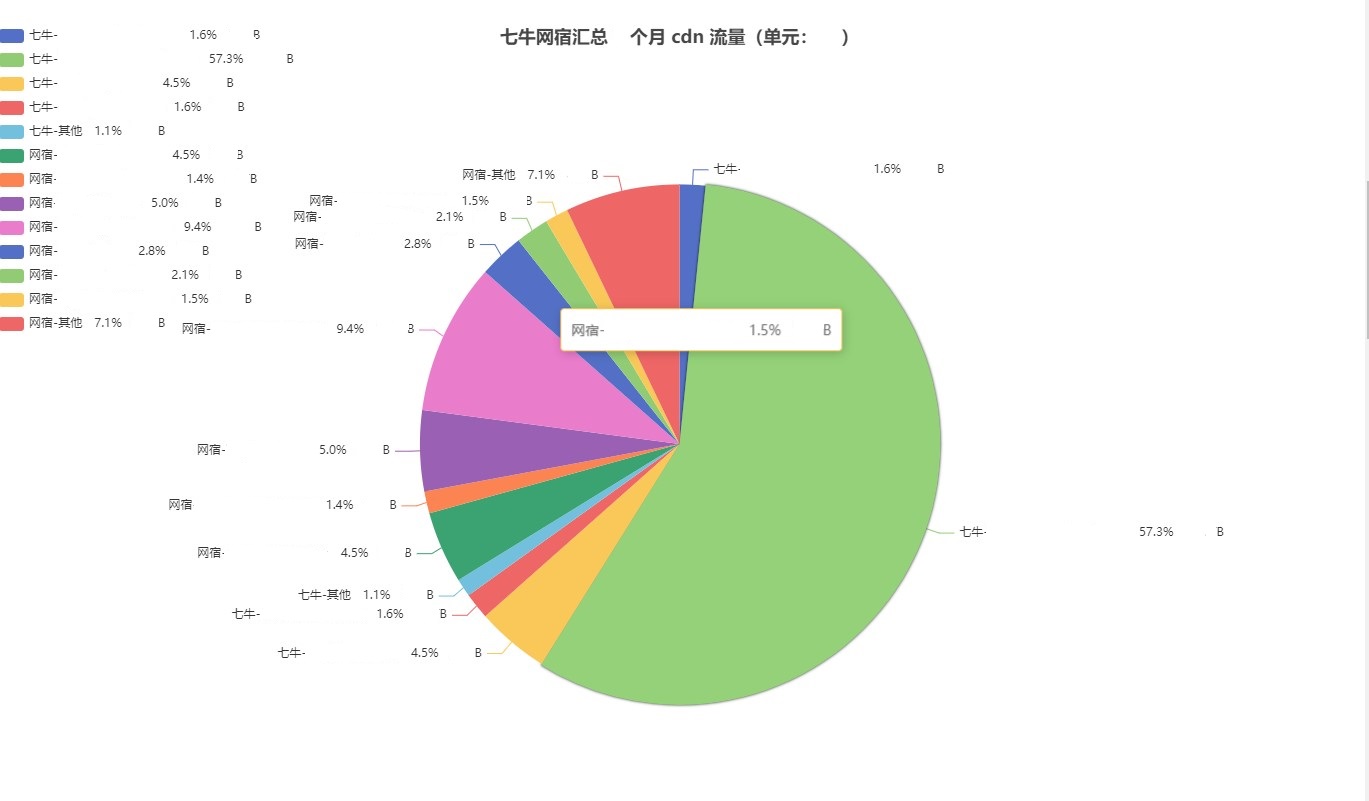 七牛网宿汇总 个月 cdn 流量（单元： ）
七牛- 1.6% B
七牛- 57.3% B
七牛- 4.5% B
七牛- 1.6% B
七牛-其他 1.1% B
网宿- 4.5% B
网宿- 1.4% B
网宿- 5.0% B
网宿- 9.4% B
网宿- 2.8% B
网宿- 2.1% B
网宿- 1.5% B
网宿-其他 7.1% B
七牛- 1.6% B
网宿-其他 7.1% B
网宿- 1.5% B
网宿- 2.1% B
网宿- 2.8% B
网宿- 9.4% B
网宿- 1.5% B
网宿- 5.0% B
网宿 1.4% B
七牛- 57.3% B
网宿- 4.5% B
七牛-其他 1.1% B
七牛- 1.6% B
七牛- 4.5% B